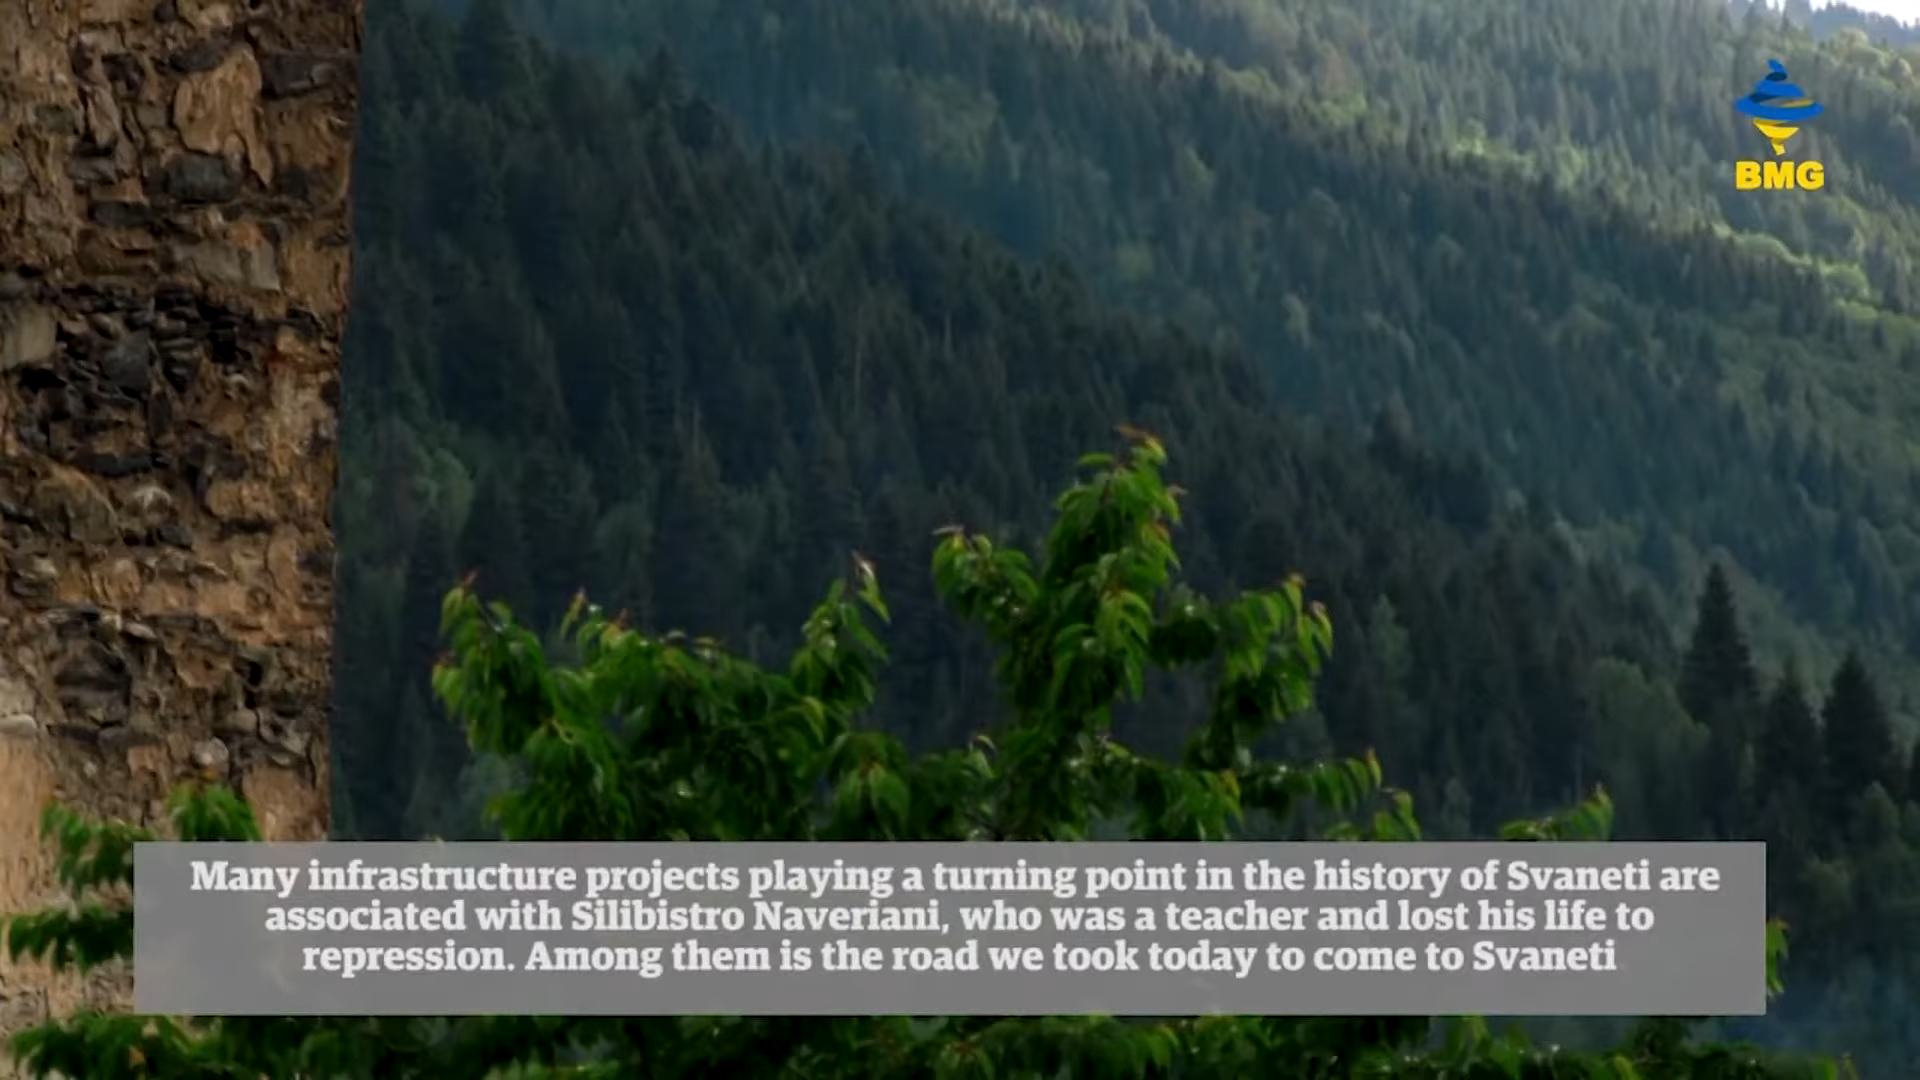 BMG
Many infrastructure projects playing a turning point in the history of Svaneti are
associated with Silibistro Naveriani, who was a teacher and lost his life to
repression. Among them is the road we took today to come to Svaneti